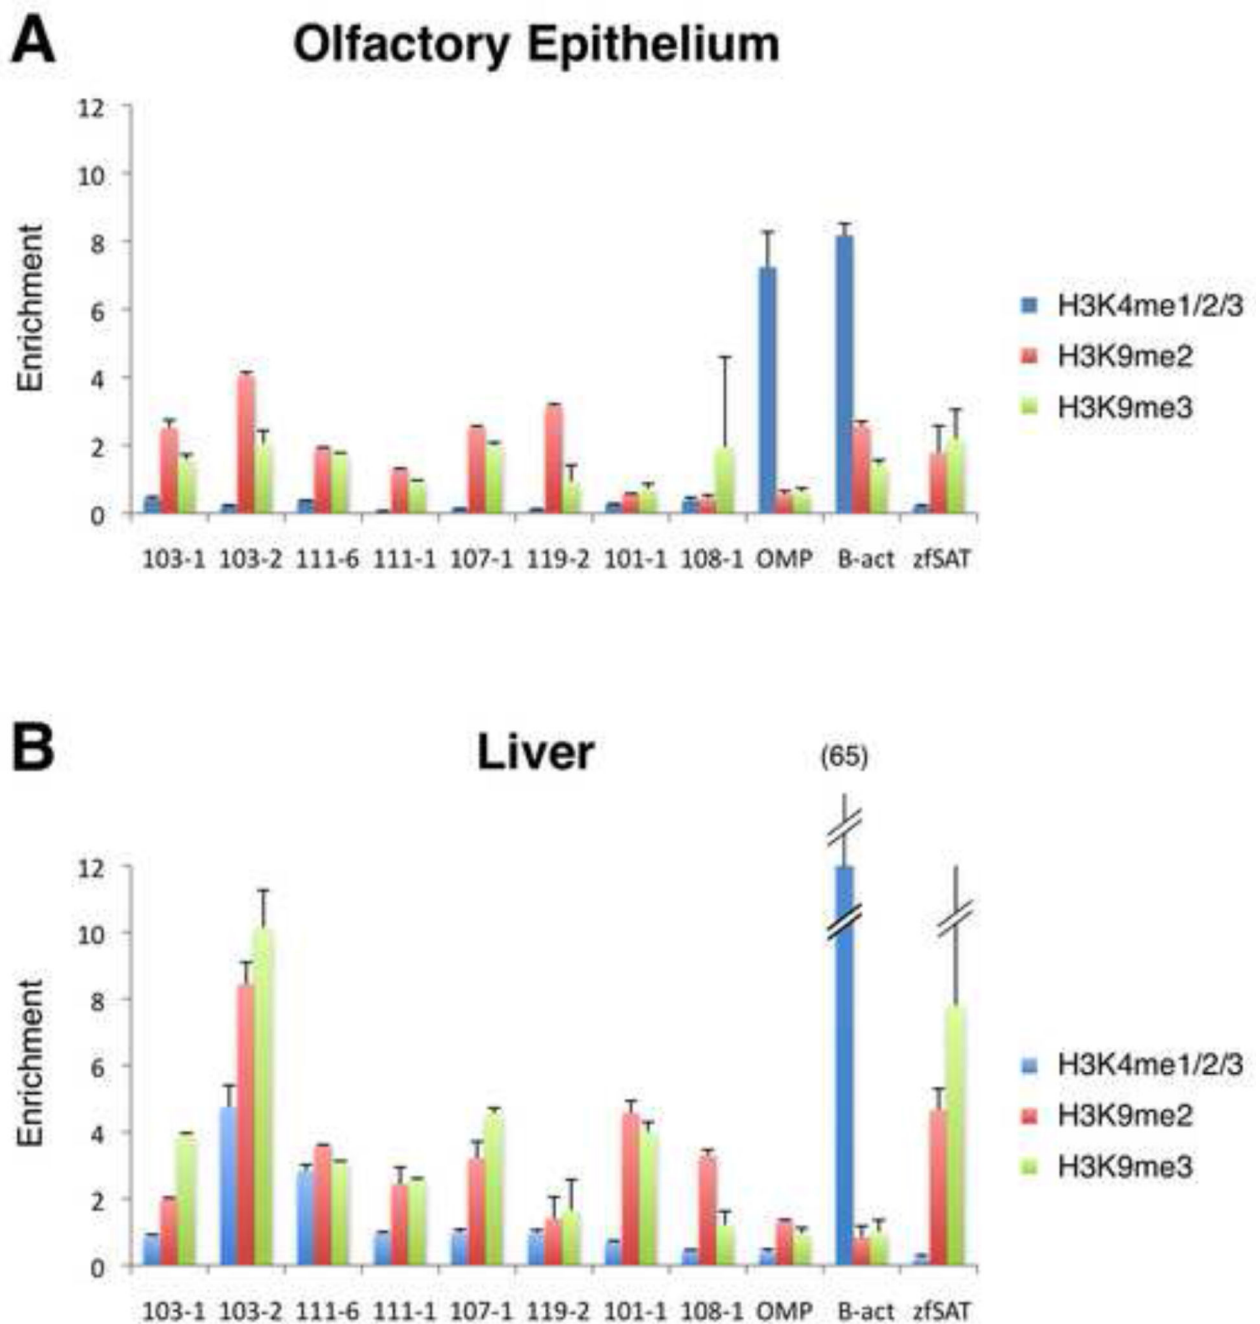 A
Olfactory Epithelium
12
10
8
6
4
2
0
Enrichment
103-1 103-2 111-6 111-1 107-1 119-2 101-1 108-1 OMP B-act zfSAT
H3K4me1/2/3
H3K9me2
H3K9me3
B
Liver
(65)
12
10
8
6
4
2
0
Enrichment
103-1 103-2 111-6 111-1 107-1 119-2 101-1 108-1 OMP B-act zfSAT
H3K4me1/2/3
H3K9me2
H3K9me3